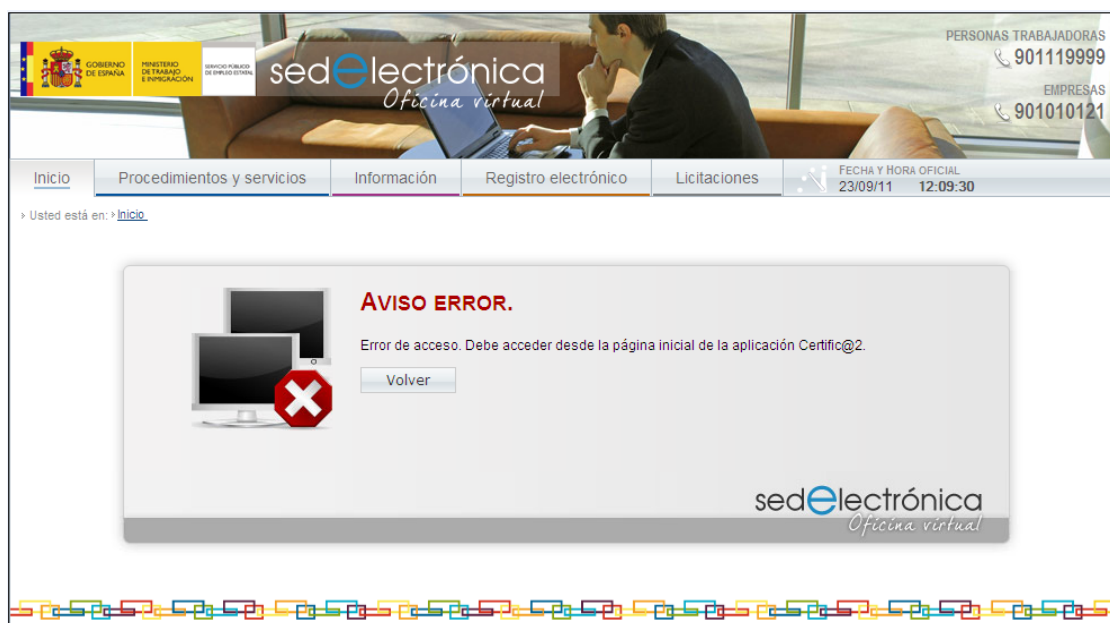 GOBIERNO
DE ESPAÑA
MINISTERIO
DE TRABAJO
E INMIGRACIÓN
SERVICIO PÚBLICO
DE EMPLEO ESTATAL
sedelectrónica
Oficina virtual
PERSONAS TRABAJADORAS
901119999
EMPRESAS
901010121
Inicio
Procedimientos y servicios
Información
Registro electrónico
Licitaciones
FECHA Y HORA OFICIAL
23/09/11 12:09:30
Usted está en: Inicio
AVISO ERROR.
Error de acceso. Debe acceder desde la página inicial de la aplicación Certific@2.
Volver
sedelectrónica
Oficina virtual